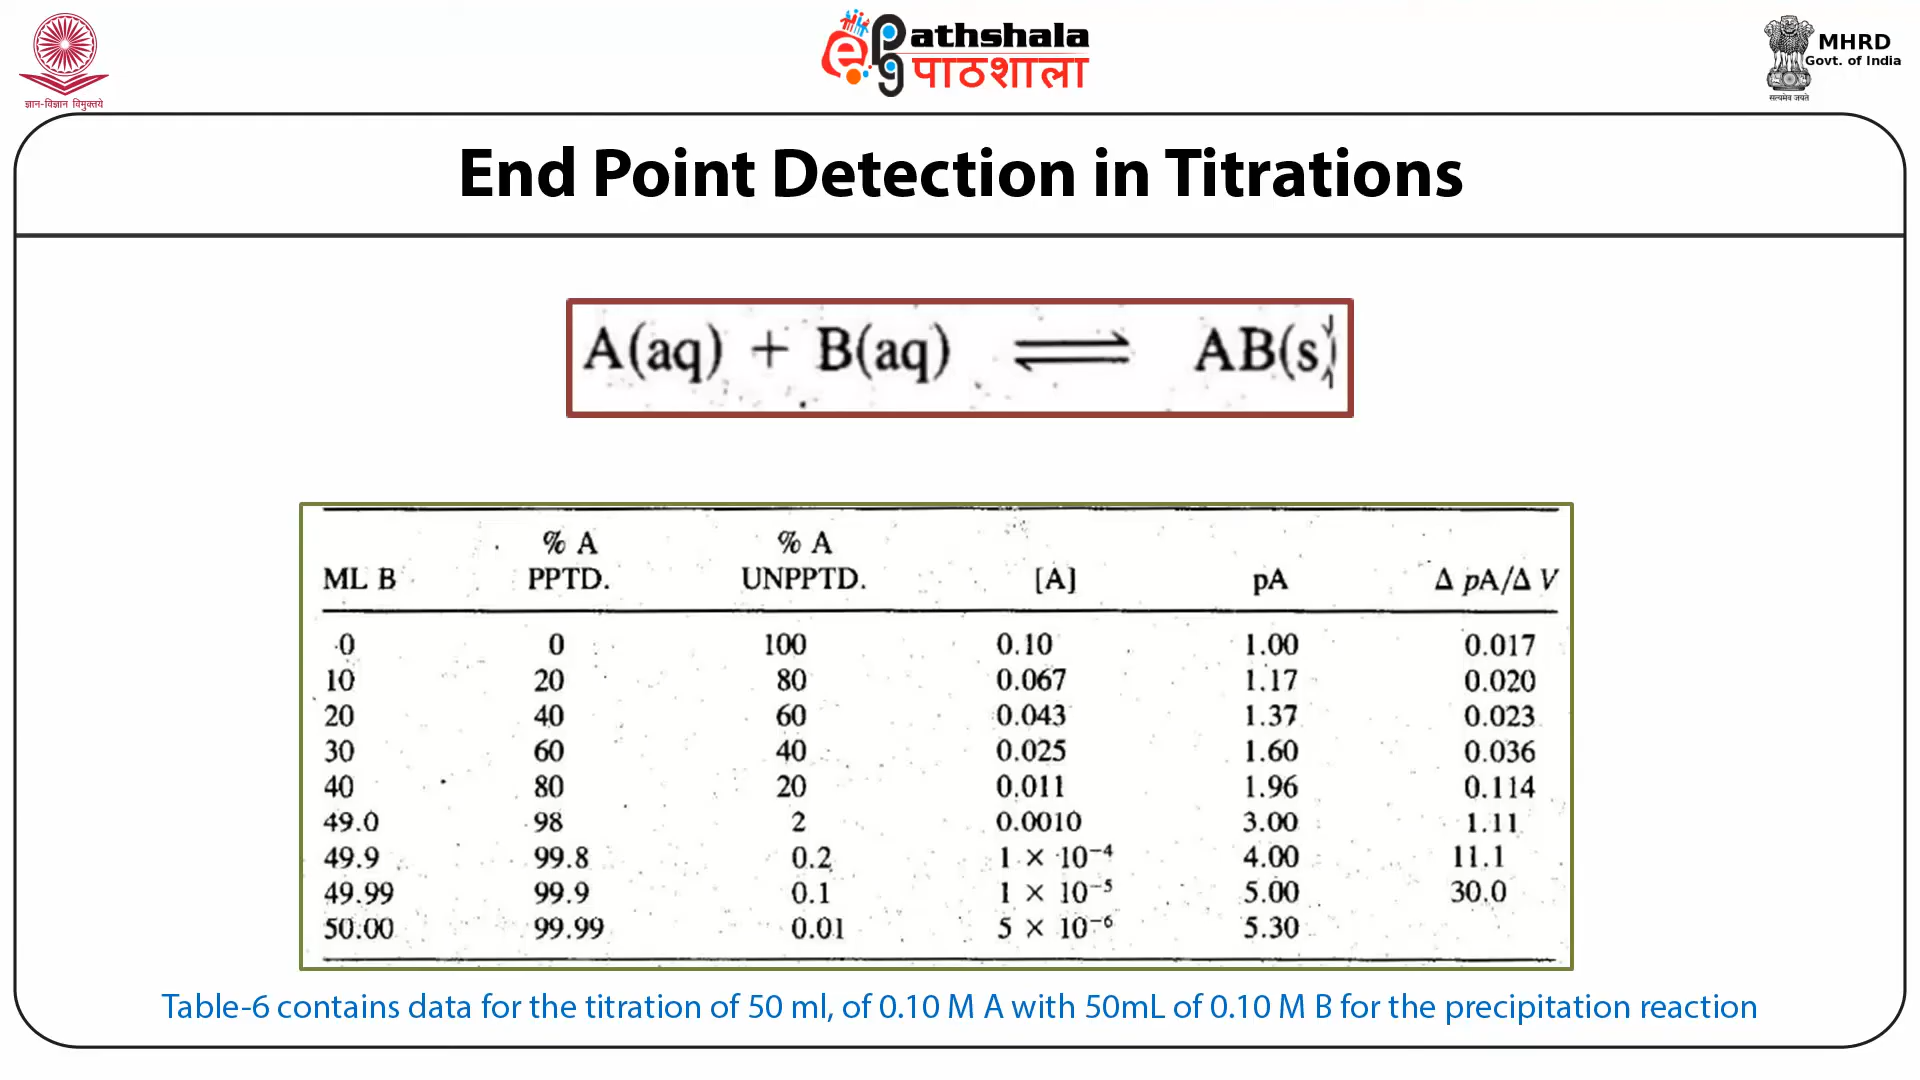 ज्ञान-विज्ञान विमुक्तये
ePathshala
पाठशाला
MHRD
Govt. of India
सत्यमेव जयते
End Point Detection in Titrations
A(aq) + B(aq) ⇌ AB(s)
ML B % A PPTD. % A UNPPTD. [A] pA Δ pA/Δ V
0 0 100 0.10 1.00 0.017
10 20 80 0.067 1.17 0.020
20 40 60 0.043 1.37 0.023
30 60 40 0.025 1.60 0.036
40 80 20 0.011 1.96 0.114
49.0 98 2 0.0010 3.00 1.11
49.9 99.8 0.2 1 × 10⁻⁴ 4.00 11.1
49.99 99.9 0.1 1 × 10⁻⁵ 5.00 30.0
50.00 99.99 0.01 5 × 10⁻⁶ 5.30
Table-6 contains data for the titration of 50 ml, of 0.10 M A with 50mL of 0.10 M B for the precipitation reaction